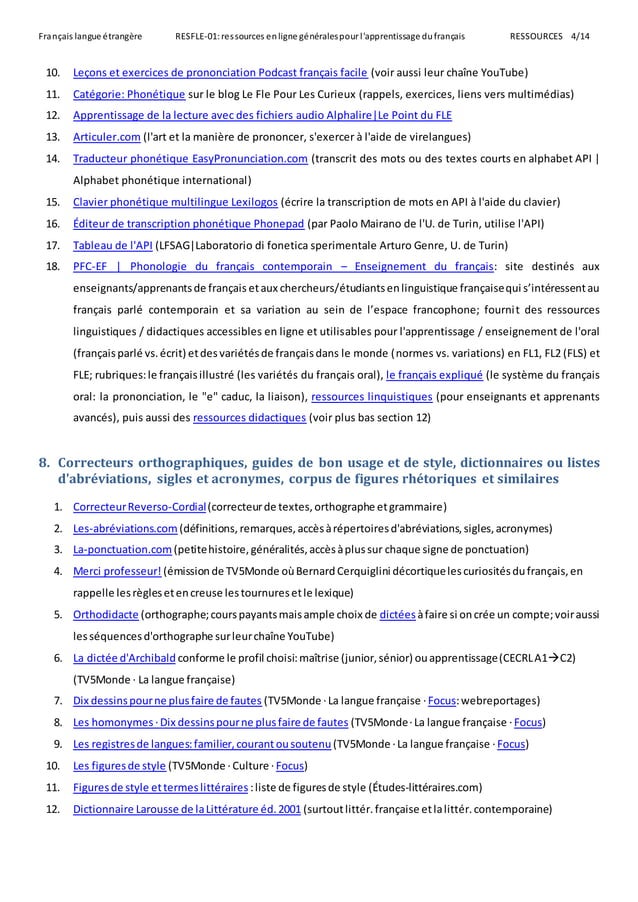 Français langue étrangère RESFLE-01: ressources en ligne générales pour l'apprentissage du français RESSOURCES 4/14
10. Leçons et exercices de prononciation Podcast français facile (voir aussi leur chaîne YouTube)
11. Catégorie: Phonétique sur le blog Le Fle Pour Les Curieux (rappels, exercices, liens vers multimédias)
12. Apprentissage de la lecture avec des fichiers audio Alphalire|Le Point du FLE
13. Articuler.com (l'art et la manière de prononcer, s'exercer à l'aide de virelangues)
14. Traducteur phonétique EasyPronunciation.com (transcrit des mots ou des textes courts en alphabet API |
Alphabet phonétique international)
15. Clavier phonétique multilingue Lexilogos (écrire la transcription de mots en API à l'aide du clavier)
16. Éditeur de transcription phonétique Phonepad (par Paolo Mairano de l'U. de Turin, utilise l'API)
17. Tableau de l'API (LFSAG|Laboratorio di fonetica sperimentale Arturo Genre, U. de Turin)
18. PFC-EF | Phonologie du français contemporain – Enseignement du français: site destinés aux
enseignants/apprenants de français et aux chercheurs/étudiants en linguistique française qui s'intéressent au
français parlé contemporain et sa variation au sein de l'espace francophone; fournit des ressources
linguistiques / didactiques accessibles en ligne et utilisables pour l'apprentissage / enseignement de l'oral
(français parlé vs. écrit) et des variétés de français dans le monde (normes vs. variations) en FL1, FL2 (FLS) et
FLE; rubriques: le français illustré (les variétés du français oral), le français expliqué (le système du français
oral: la prononciation, le "e" caduc, la liaison), ressources linquistiques (pour enseignants et apprenants
avancés), puis aussi des ressources didactiques (voir plus bas section 12)
8. Correcteurs orthographiques, guides de bon usage et de style, dictionnaires ou listes
d'abréviations, sigles et acronymes, corpus de figures rhétoriques et similaires
1. Correcteur Reverso-Cordial (correcteur de textes, orthographe et grammaire)
2. Les-abréviations.com (définitions, remarques, accès à répertoires d'abréviations, sigles, acronymes)
3. La-ponctuation.com (petite histoire, généralités, accès à plus sur chaque signe de ponctuation)
4. Merci professeur! (émission de TV5Monde où Bernard Cerquiglini décortique les curiosités du français, en
rappelle les règles et en creuse les tournures et le lexique)
5. Orthodidacte (orthographe; cours payants mais ample choix de dictées à faire si on crée un compte; voir aussi
les séquences d'orthographe sur leur chaîne YouTube)
6. La dictée d'Archibald conforme le profil choisi: maîtrise (junior, sénior) ou apprentissage (CECRL A1→C2)
(TV5Monde · La langue française)
7. Dix dessins pour ne plus faire de fautes (TV5Monde · La langue française · Focus: webreportages)
8. Les homonymes · Dix dessins pour ne plus faire de fautes (TV5Monde · La langue française · Focus)
9. Les registres de langues: familier, courant ou soutenu (TV5Monde · La langue française · Focus)
10. Les figures de style (TV5Monde · Culture · Focus)
11. Figures de style et termes littéraires : liste de figures de style (Études-littéraires.com)
12. Dictionnaire Larousse de la Littérature éd. 2001 (surtout littér. française et la littér. contemporaine)